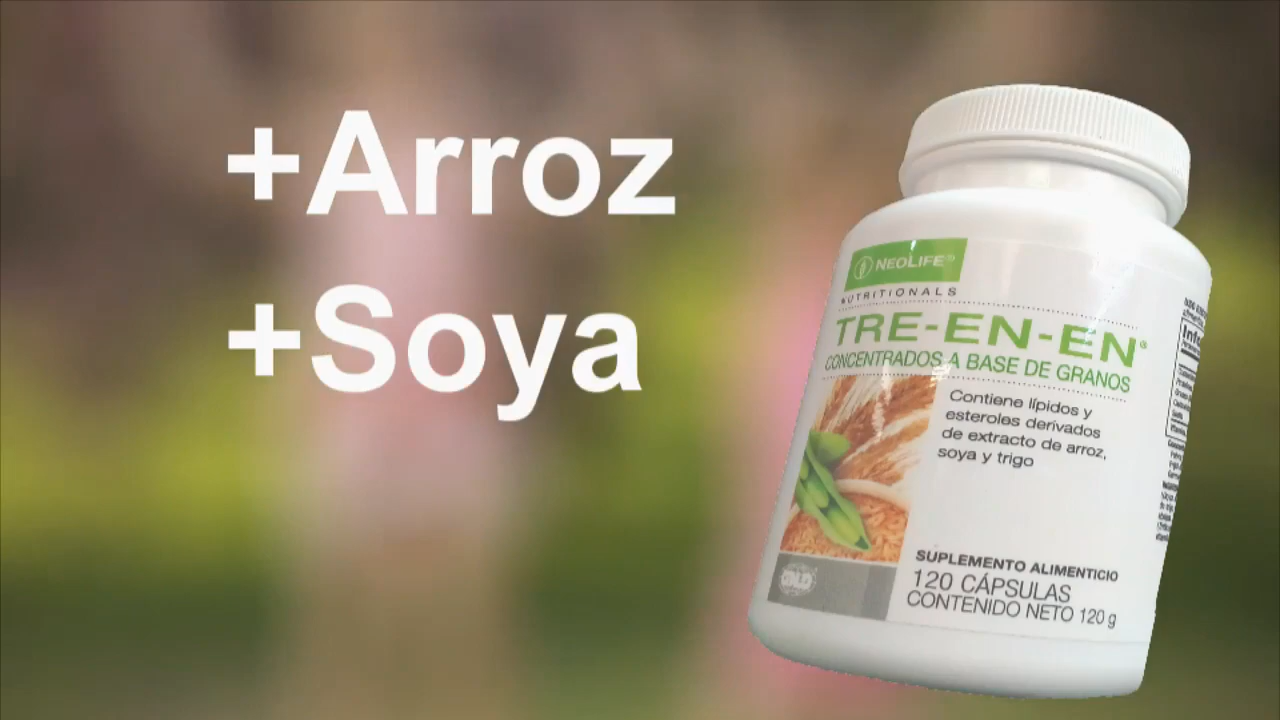 +Arroz
+Soya
NEOLIFE®
NUTRITIONALS
TRE-EN-EN®
CONCENTRADOS A BASE DE GRANOS
Contiene lípidos y
esteroles derivados
de extracto de arroz,
soya y trigo
SUPLEMENTO ALIMENTICIO
120 CÁPSULAS
CONTENIDO NETO 120 g